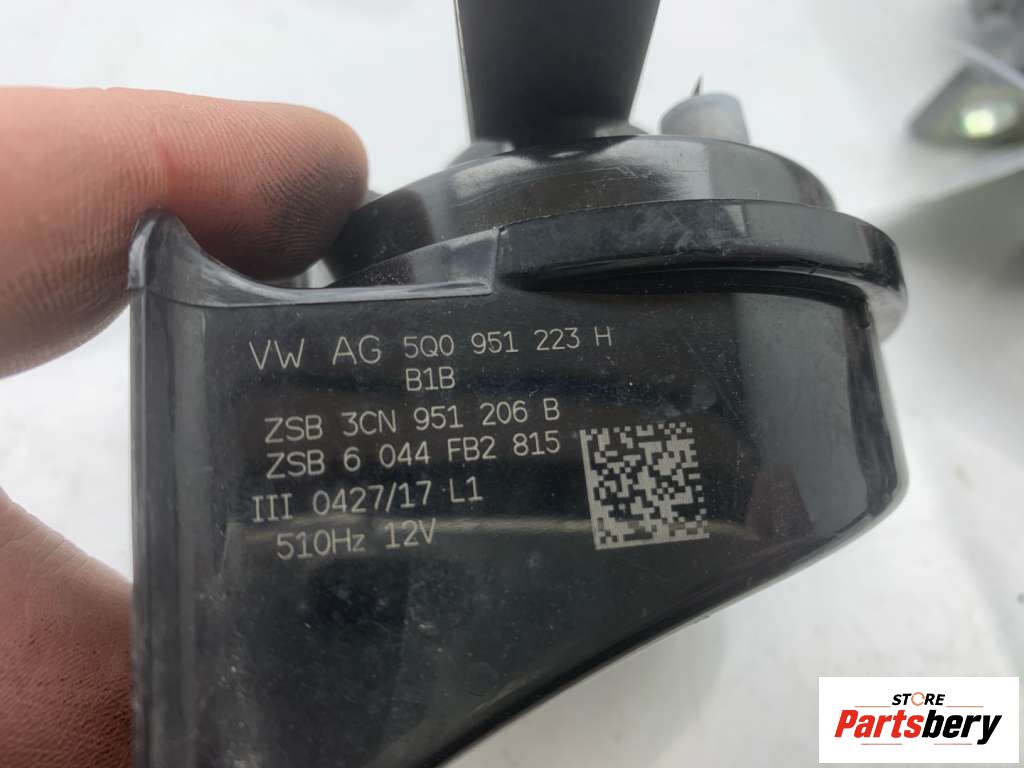 VW AG 5Q0 951 223 H
B1B
ZSB 3CN 951 206 B
ZSB 6 044 FB2 815
III 0427/17 L1
510Hz 12V
STORE
Partsbery